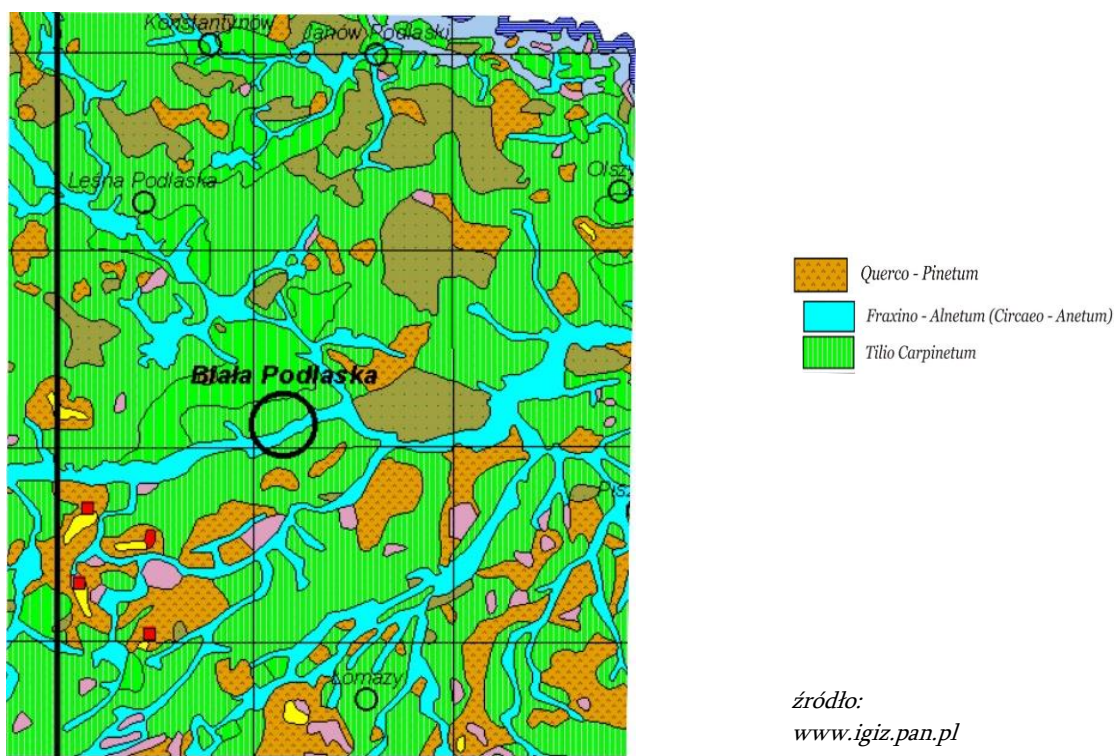 Konstantynów
Janów Podlaski
Leśna Podlaska
Olszy
Biała Podlaska
Łomazy
Querco - Pinetum
Fraxino - Alnetum (Circaeo - Anetum)
Tilio Carpinetum
źródło:
www.igiz.pan.pl